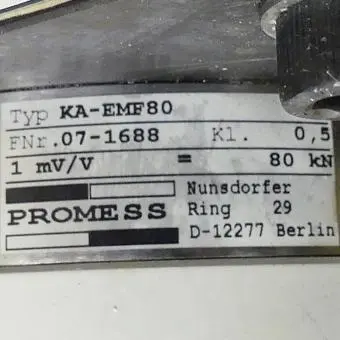 Typ KA-EMF80
FNr.07-1688 Kl. 0,5
1 mV/V = 80 kN
Nunsdorfer
PROMESS Ring 29
D-12277 Berlin